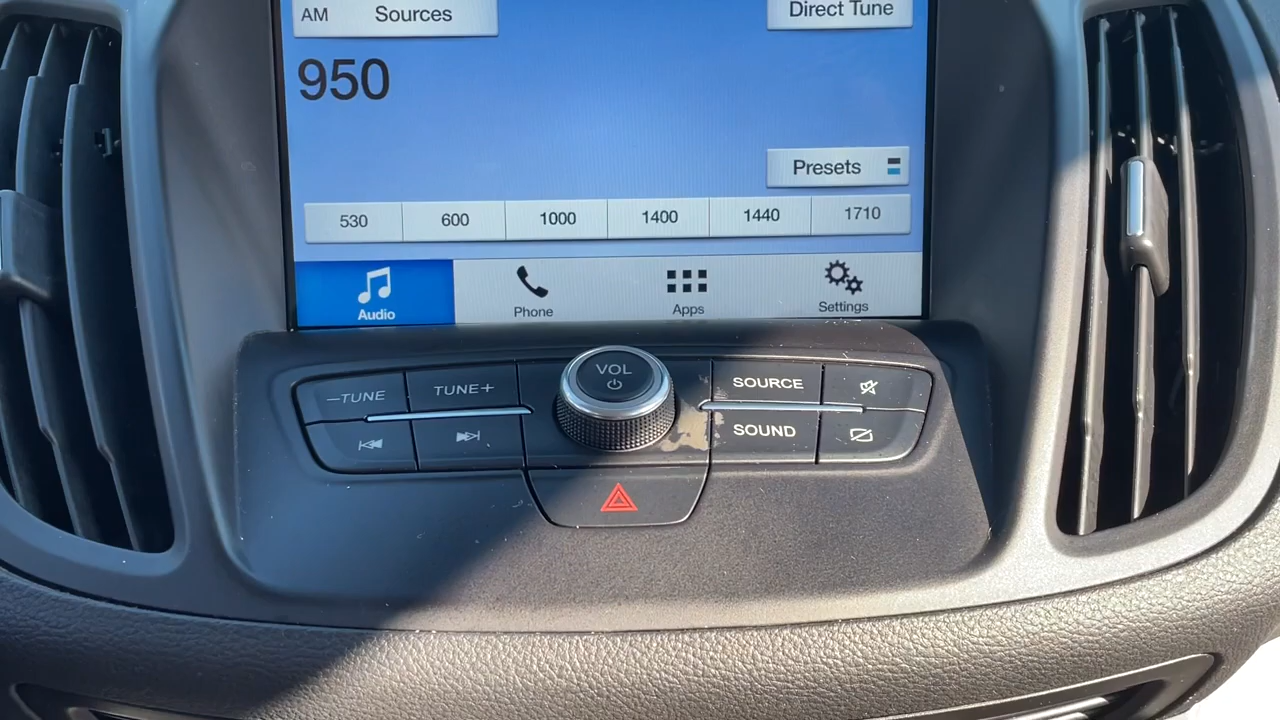 AM Sources
Direct Tune
950
Presets
530 600 1000 1400 1440 1710
Audio Phone Apps Settings
VOL
–TUNE TUNE+
SOURCE
SOUND